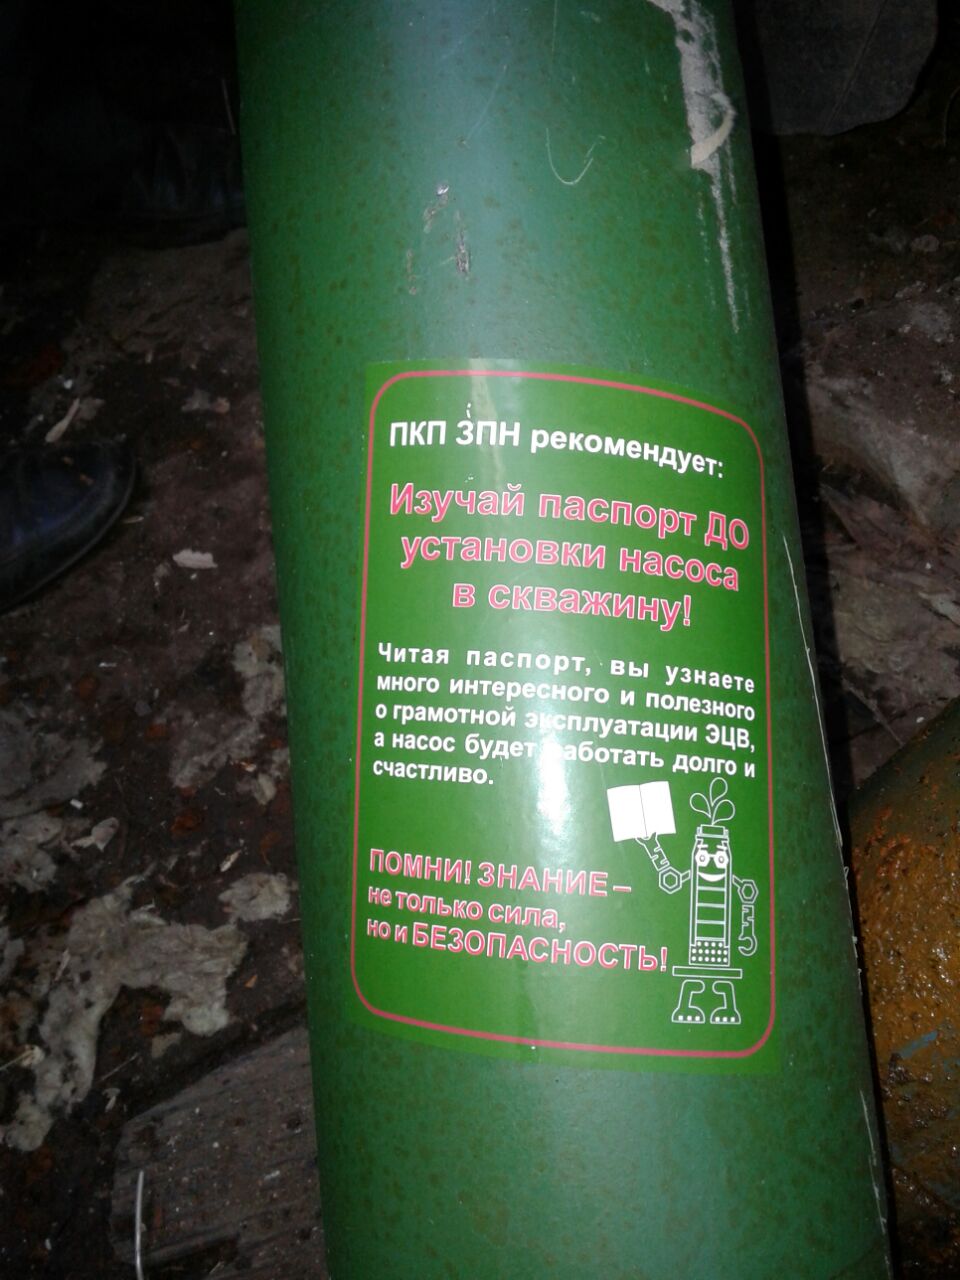 ПКП ЗПН рекомендует:
Изучай паспорт ДО
установки насоса
в скважину!
Читая паспорт, вы узнаете
много интересного и полезного
о грамотной эксплуатации ЭЦВ,
а насос будет работать долго и
счастливо.
ПОМНИ! ЗНАНИЕ –
не только сила,
но и БЕЗОПАСНОСТЬ!